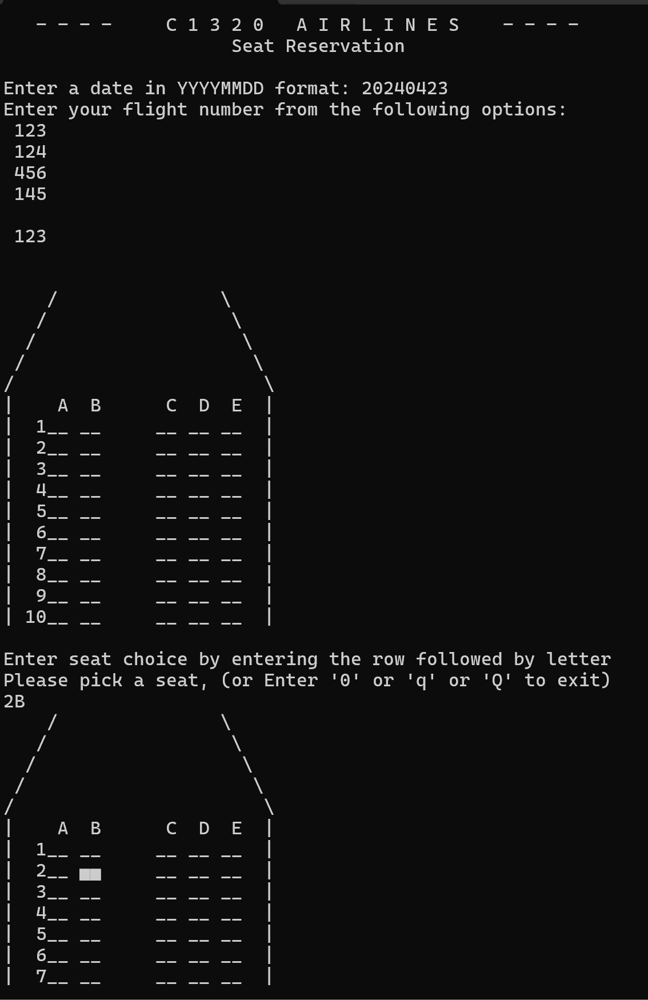 - - - -     C 1 3 2 0   A I R L I N E S    - - - -
Seat Reservation
Enter a date in YYYYMMDD format: 20240423
Enter your flight number from the following options:
123
124
456
145
123
/               \
/                 \
/                   \
/                     \
/                       \
|    A  B      C  D  E  |
|  1__ __     __ __ __  |
|  2__ __     __ __ __  |
|  3__ __     __ __ __  |
|  4__ __     __ __ __  |
|  5__ __     __ __ __  |
|  6__ __     __ __ __  |
|  7__ __     __ __ __  |
|  8__ __     __ __ __  |
|  9__ __     __ __ __  |
| 10__ __     __ __ __  |
Enter seat choice by entering the row followed by letter
Please pick a seat, (or Enter '0' or 'q' or 'Q' to exit)
2B
/               \
/                 \
/                   \
/                     \
/                       \
|    A  B      C  D  E  |
|  1__ __     __ __ __  |
|  2__ ■■     __ __ __  |
|  3__ __     __ __ __  |
|  4__ __     __ __ __  |
|  5__ __     __ __ __  |
|  6__ __     __ __ __  |
|  7__ __     __ __ __  |